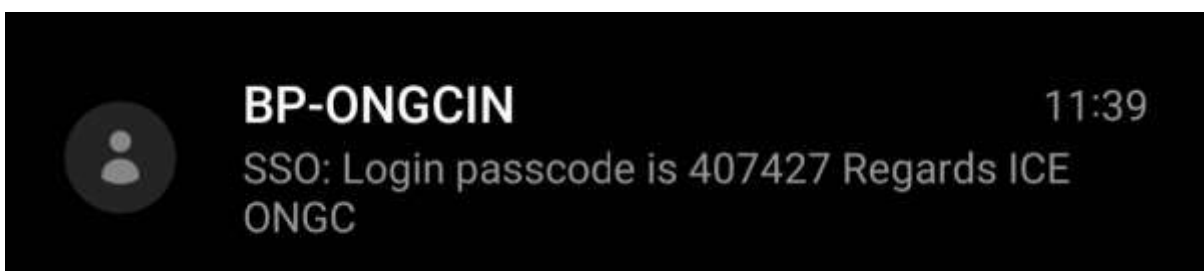 BP-ONGCIN 11:39
SSO: Login passcode is 407427 Regards ICE
ONGC